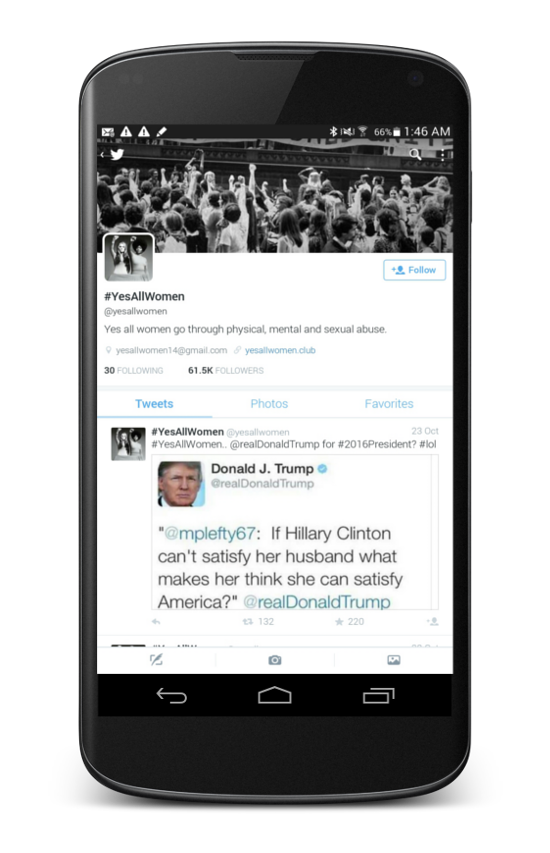 66% 1:46 AM
Follow
#YesAllWomen
@yesallwomen
Yes all women go through physical, mental and sexual abuse.
yesallwomen14@gmail.com yesallwomen.club
30 FOLLOWING 61.5K FOLLOWERS
Tweets Photos Favorites
#YesAllWomen @yesallwomen 23 Oct
#YesAllWomen.. @realDonaldTrump for #2016President? #lol
Donald J. Trump
@realDonaldTrump
"@mplefty67: If Hillary Clinton
can't satisfy her husband what
makes her think she can satisfy
America?" @realDonaldTrump
132 220